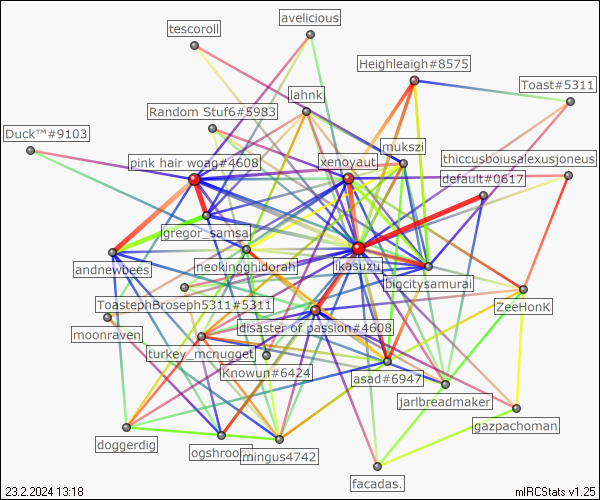 avelicious
tescoroll
Heighleaigh#8575
Toast#5311
lahnk
Random Stuf6#5983
Duck™#9103
mukszi
pink hair woag#4608
xenoyaut
thiccusboiusalexusjoneus
default#0617
gregor_samsa
andnewbees
neokingghidorah
ikasuzu
bigcitysamurai
ToastephBroseph5311#5311
ZeeHonK
moonraven
disaster of passion#4608
turkey_mcnugget
Knowun#6424
asad#6947
jarlbreadmaker
gazpachoman
doggerdig
ogshroom
mingus4742
facadas.
23.2.2024 13:18
mIRCStats v1.25